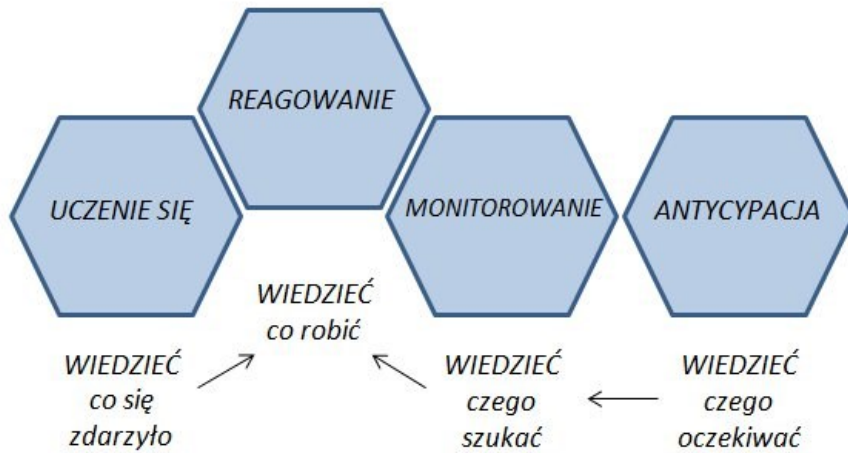 REAGOWANIE
UCZENIE SIĘ
MONITOROWANIE
ANTYCYPACJA
WIEDZIEĆ
co robić
WIEDZIEĆ
co się
zdarzyło
WIEDZIEĆ
czego
szukać
WIEDZIEĆ
czego
oczekiwać